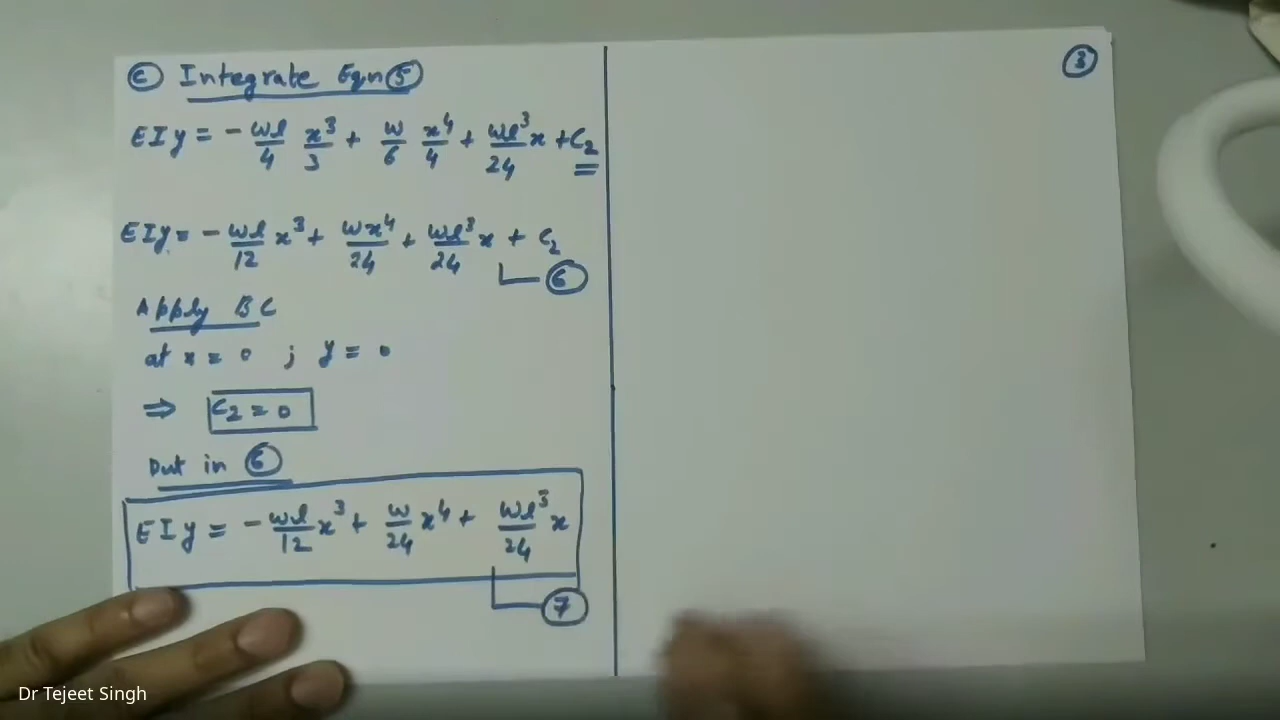 © Integrate Eqn ⑤
EIy = - wl/4 x³/3 + w/6 x⁴/4 + wl³/24 x + C₂
EIy = - wl/12 x³ + wx⁴/24 + wl³/24 x + C₂
⑥
Apply BC
at x = 0 ; y = 0
⇒ C₂ = 0
Put in ⑥
EIy = - wl/12 x³ + w/24 x⁴ + wl³/24 x
⑦
③
Dr Tejeet Singh